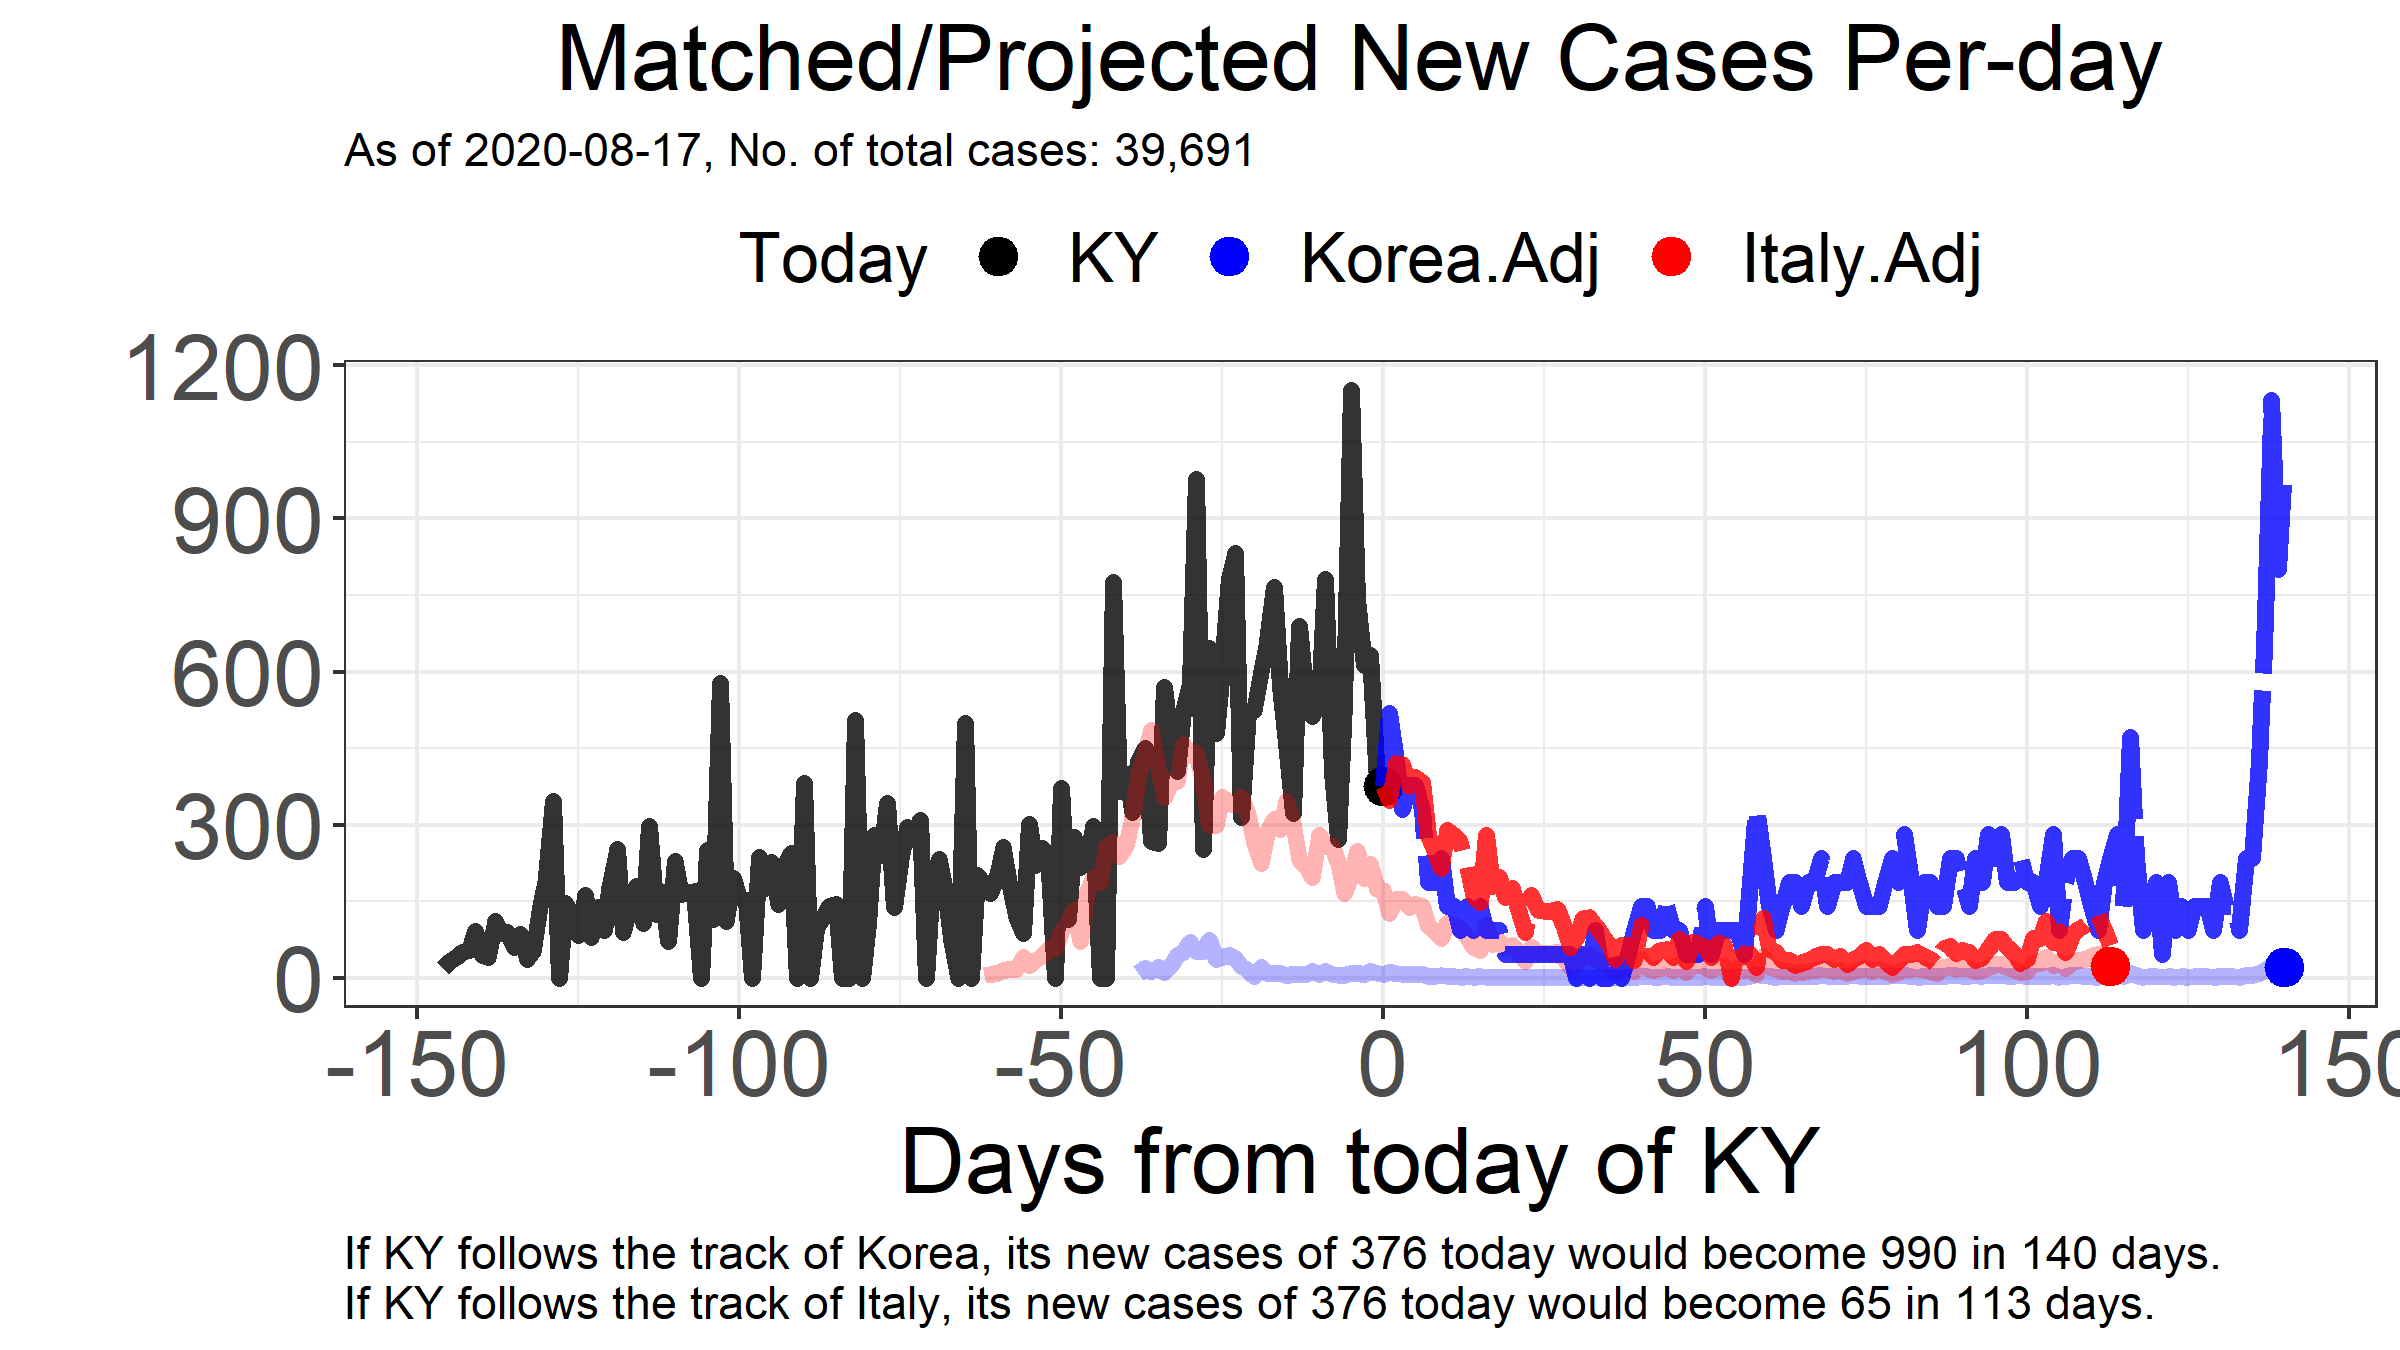 Matched/Projected New Cases Per-day
As of 2020-08-17, No. of total cases: 39,691
Today KY Korea.Adj Italy.Adj
1200
900
600
300
0
-150 -100 -50 0 50 100 150
Days from today of KY
If KY follows the track of Korea, its new cases of 376 today would become 990 in 140 days.
If KY follows the track of Italy, its new cases of 376 today would become 65 in 113 days.